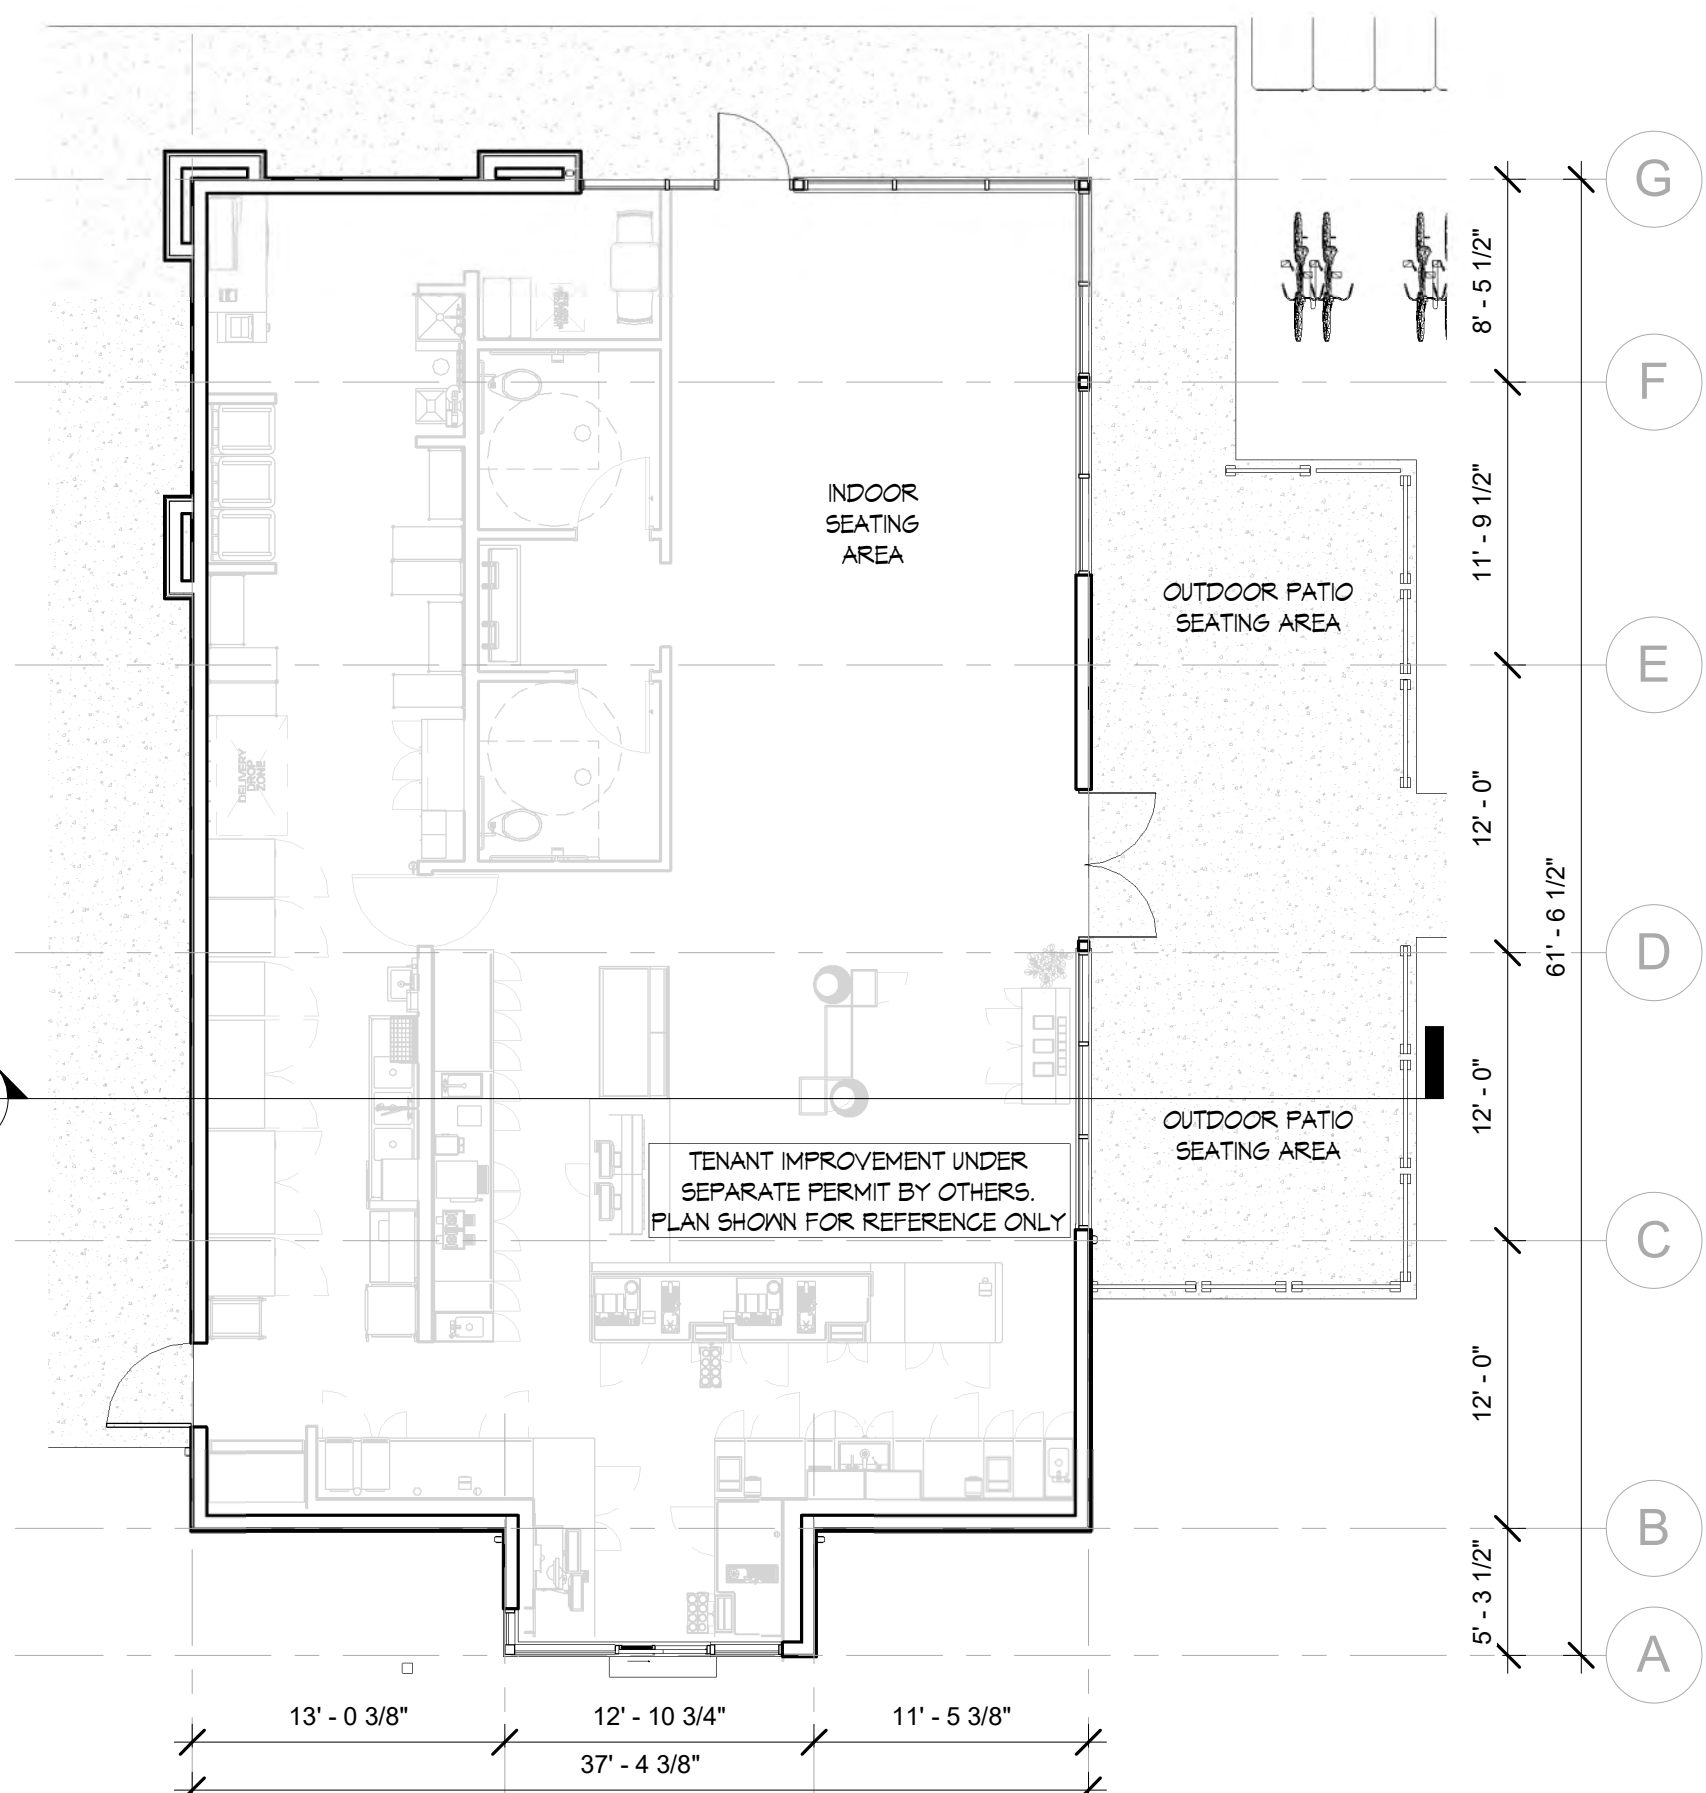 G
8' - 5 1/2"
F
INDOOR
SEATING
AREA
11' - 9 1/2"
OUTDOOR PATIO
SEATING AREA
E
DELIVERY
DROP
ZONE
12' - 0"
61' - 6 1/2"
D
12' - 0"
OUTDOOR PATIO
SEATING AREA
TENANT IMPROVEMENT UNDER
SEPARATE PERMIT BY OTHERS.
PLAN SHOWN FOR REFERENCE ONLY
C
12' - 0"
B
5' - 3 1/2"
A
13' - 0 3/8"
12' - 10 3/4"
11' - 5 3/8"
37' - 4 3/8"